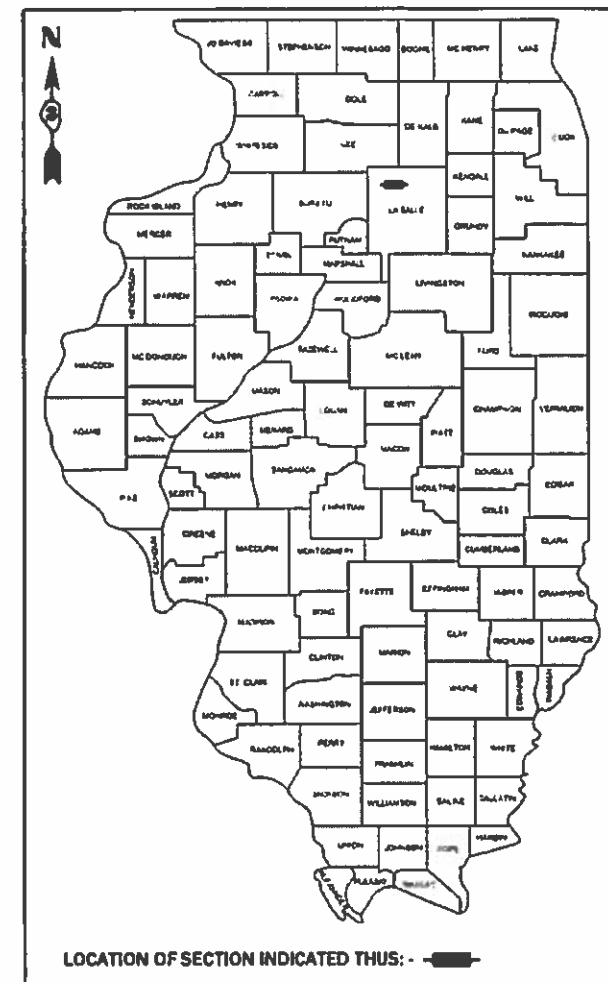 N
JO DAVIESS STEPHENSON WINNEBAGO BOONE MC HENRY LAKE
CARROLL OGLE DE KALB KANE DU PAGE COOK
WHITESIDE LEE KENDALL WILL
ROCK ISLAND HENRY BUREAU LA SALLE GRUNDY
MERCER PUTNAM KANKAKEE
HENDERSON WARREN KNOX STARK MARSHALL LIVINGSTON
PEORIA WOODFORD IROQUOIS
HANCOCK MC DONOUGH FULTON TAZEWELL MC LEAN FORD
SCHUYLER MASON
ADAMS BROWN CASS MENARD LOGAN DE WITT CHAMPAIGN VERMILION
PIATT
MACON
PIKE SCOTT MORGAN SANGAMON MOULTRIE DOUGLAS EDGAR
CHRISTIAN COLES
CALHOUN GREENE MACOUPIN MONTGOMERY SHELBY CUMBERLAND CLARK
JERSEY FAYETTE EFFINGHAM JASPER CRAWFORD
MADISON BOND CLAY RICHLAND LAWRENCE
CLINTON MARION
ST CLAIR WAYNE EDWARDS WABASH
MONROE WASHINGTON JEFFERSON
RANDOLPH PERRY HAMILTON WHITE
FRANKLIN
JACKSON WILLIAMSON SALINE GALLATIN
UNION JOHNSON POPE HARDIN
ALEXANDER PULASKI MASSAC
LOCATION OF SECTION INDICATED THUS: -